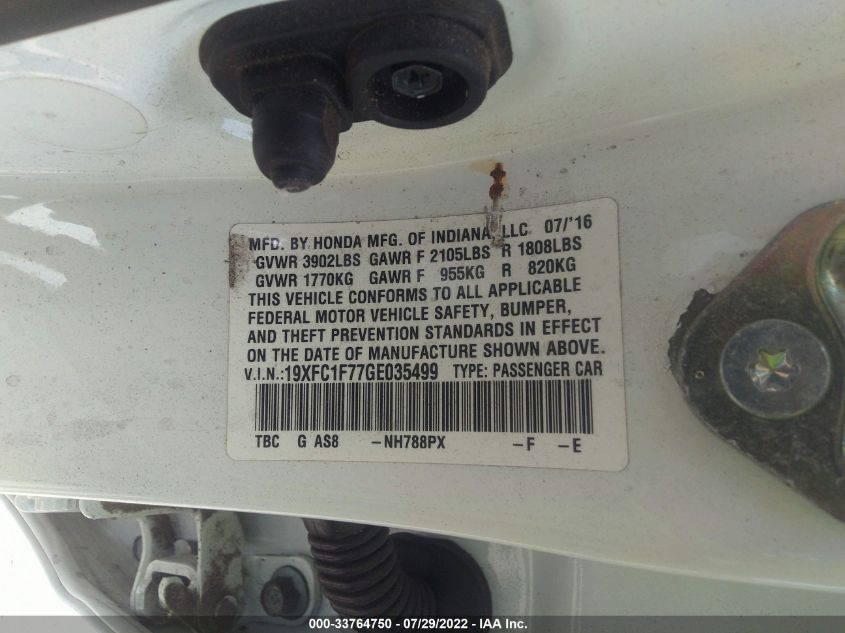 MFD. BY HONDA MFG. OF INDIANA, LLC 07/'16
GVWR 3902LBS GAWR F 2105LBS R 1808LBS
GVWR 1770KG GAWR F 955KG R 820KG
THIS VEHICLE CONFORMS TO ALL APPLICABLE
FEDERAL MOTOR VEHICLE SAFETY, BUMPER,
AND THEFT PREVENTION STANDARDS IN EFFECT
ON THE DATE OF MANUFACTURE SHOWN ABOVE.
V.I.N.:19XFC1F77GE035499 TYPE: PASSENGER CAR
TBC G AS8 -NH788PX -F -E
000-33764750 - 07/29/2022 - IAA Inc.